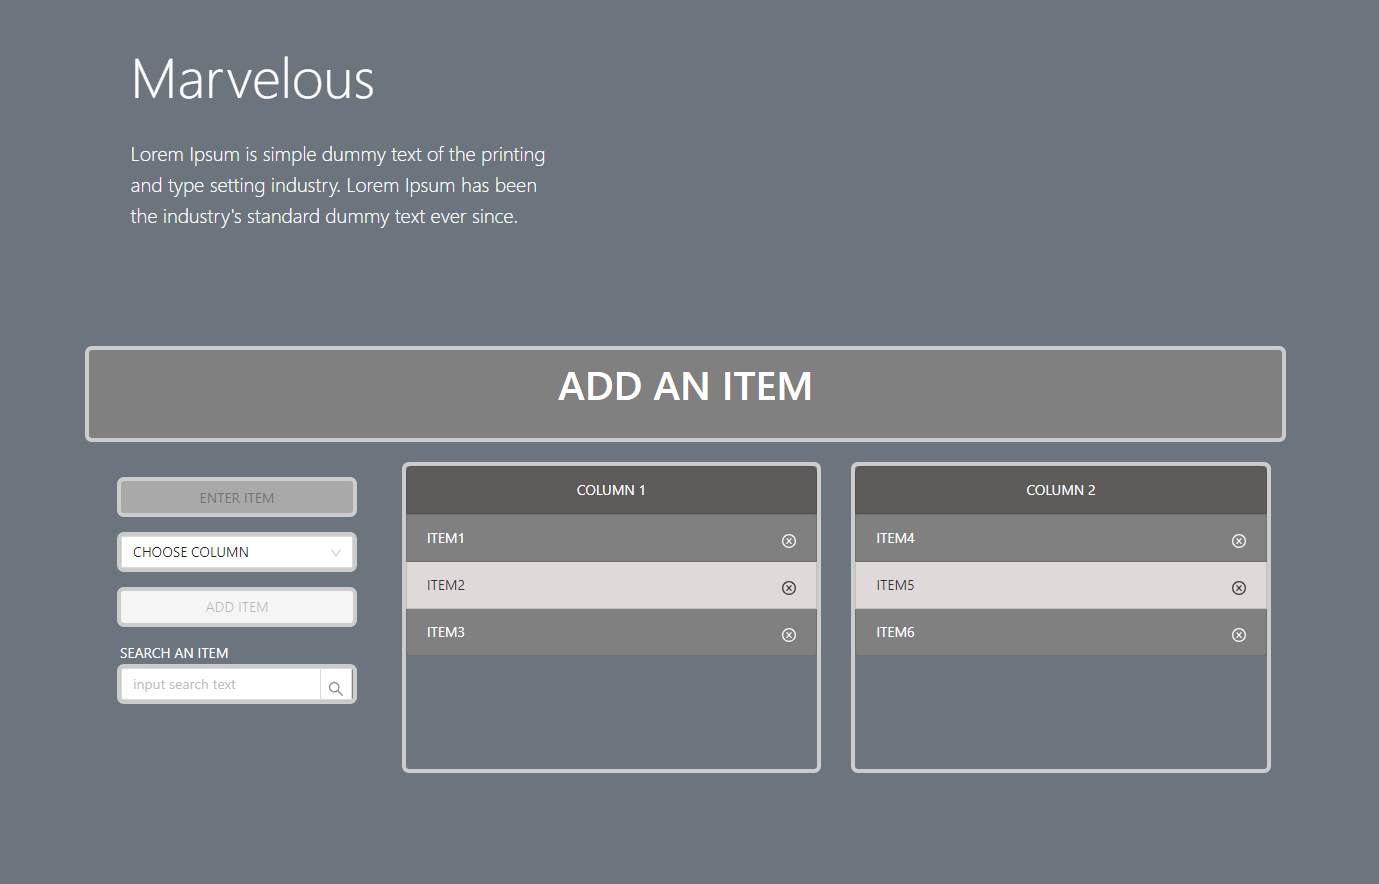 Marvelous
Lorem Ipsum is simple dummy text of the printing
and type setting industry. Lorem Ipsum has been
the industry's standard dummy text ever since.
ADD AN ITEM
ENTER ITEM
CHOOSE COLUMN
ADD ITEM
SEARCH AN ITEM
input search text
COLUMN 1
ITEM1
ITEM2
ITEM3
COLUMN 2
ITEM4
ITEM5
ITEM6